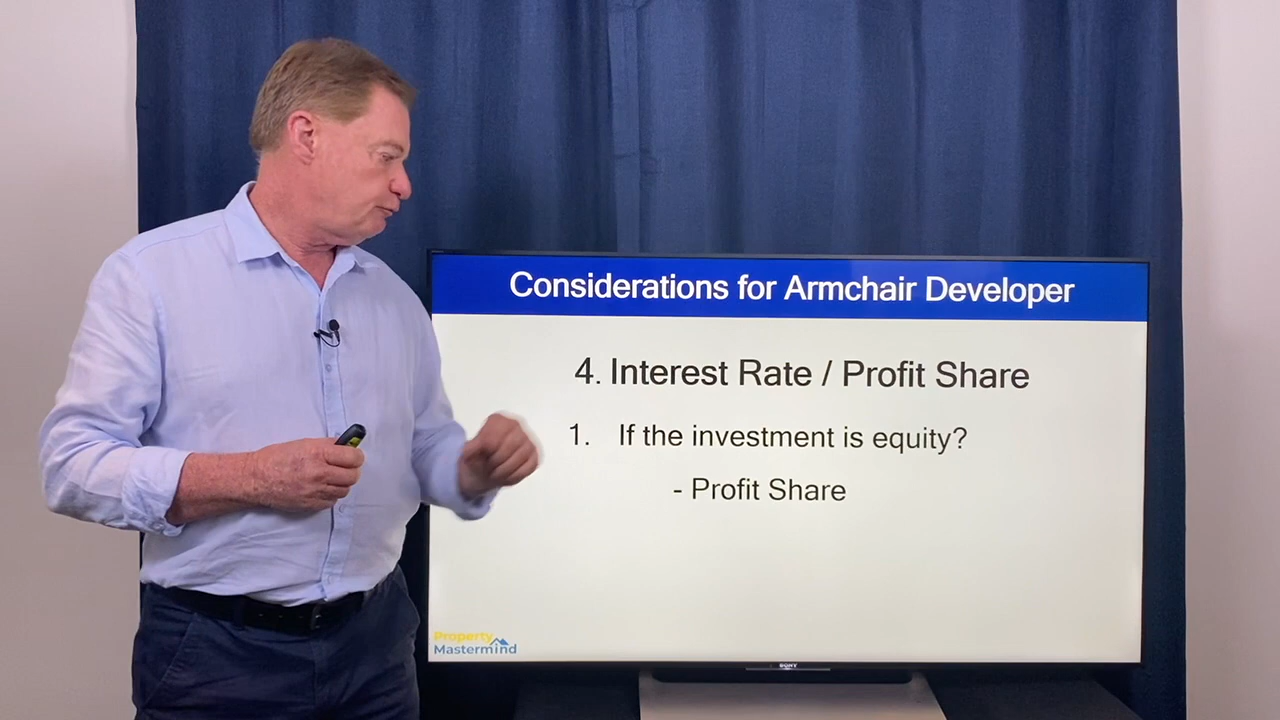 Considerations for Armchair Developer
4. Interest Rate / Profit Share
1. If the investment is equity?
- Profit Share
Property
Mastermind
SONY